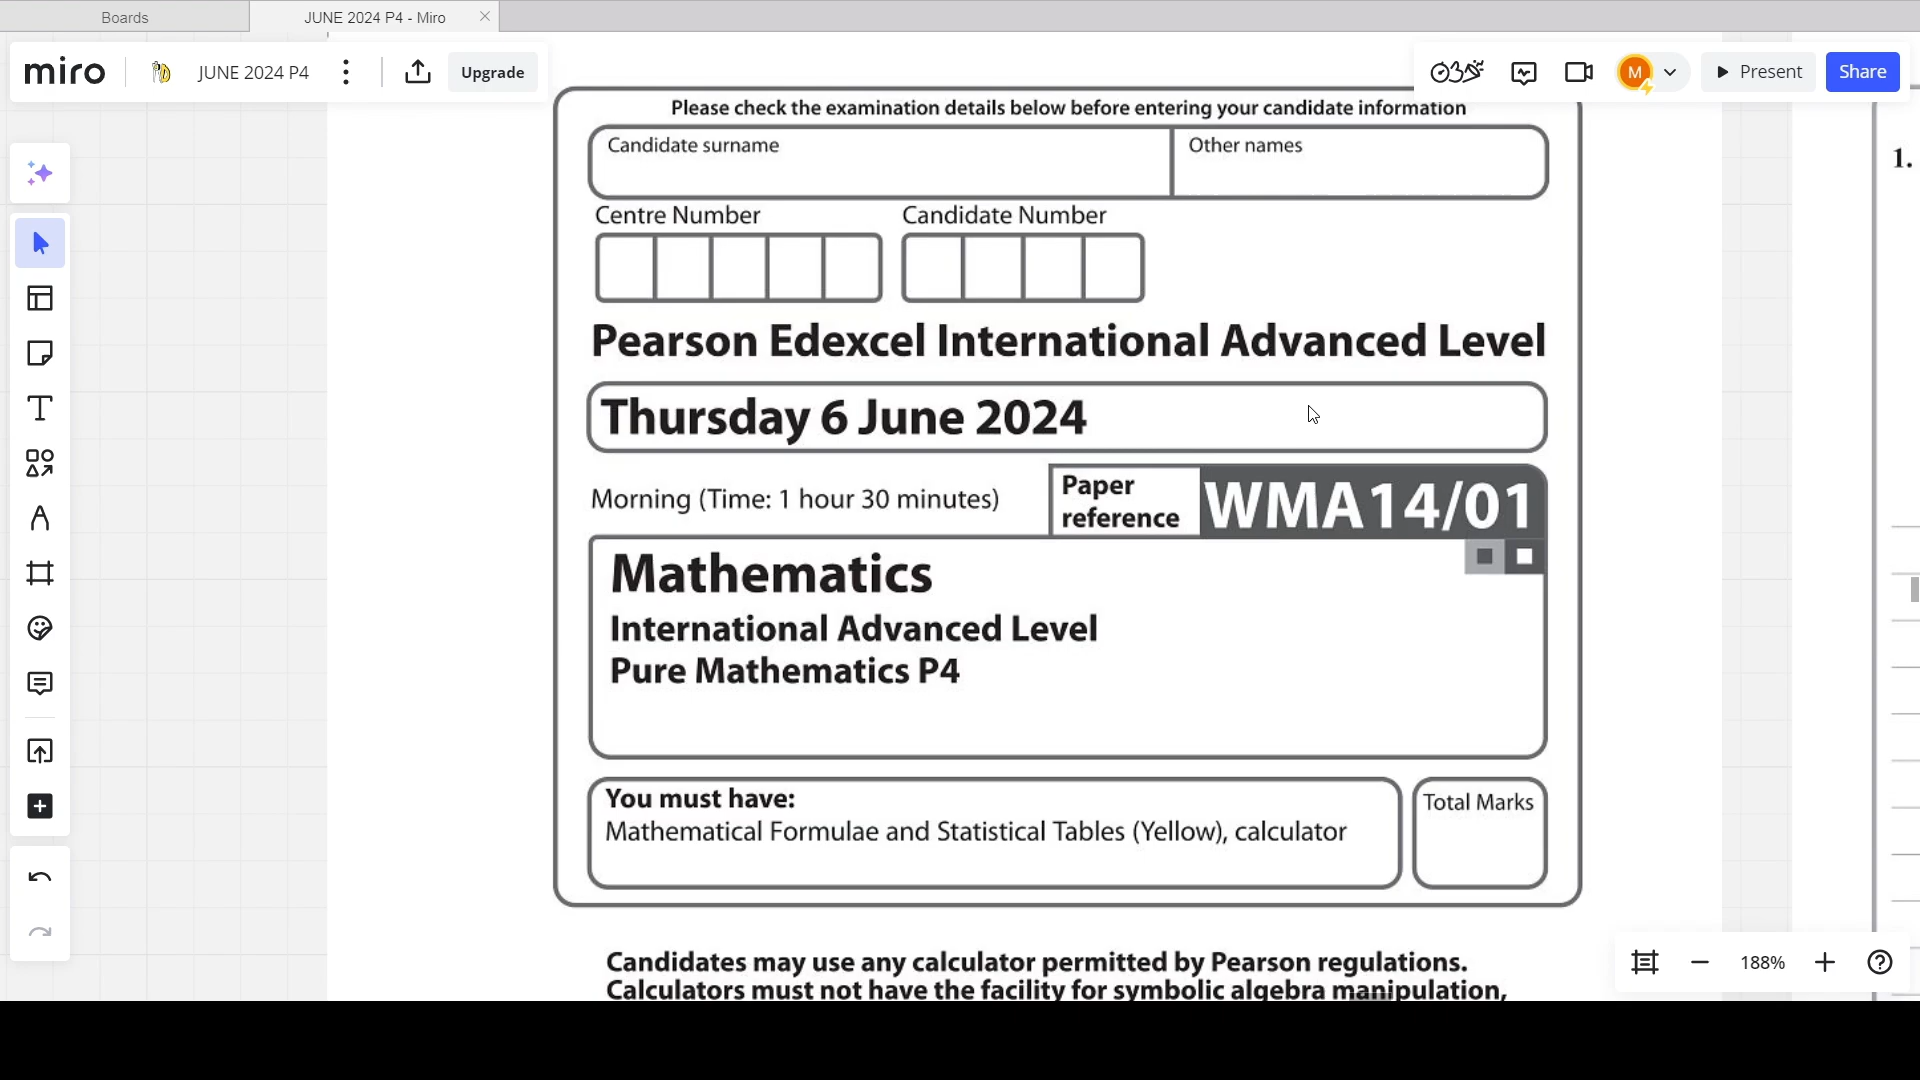 Boards
JUNE 2024 P4 - Miro
miro
JUNE 2024 P4
Upgrade
M
Present
Share
Please check the examination details below before entering your candidate information
Candidate surname
Other names
1.
Centre Number
Candidate Number
Pearson Edexcel International Advanced Level
Thursday 6 June 2024
Morning (Time: 1 hour 30 minutes)
Paper
reference
WMA14/01
Mathematics
International Advanced Level
Pure Mathematics P4
You must have:
Mathematical Formulae and Statistical Tables (Yellow), calculator
Total Marks
Candidates may use any calculator permitted by Pearson regulations.
Calculators must not have the facility for symbolic algebra manipulation,
188%